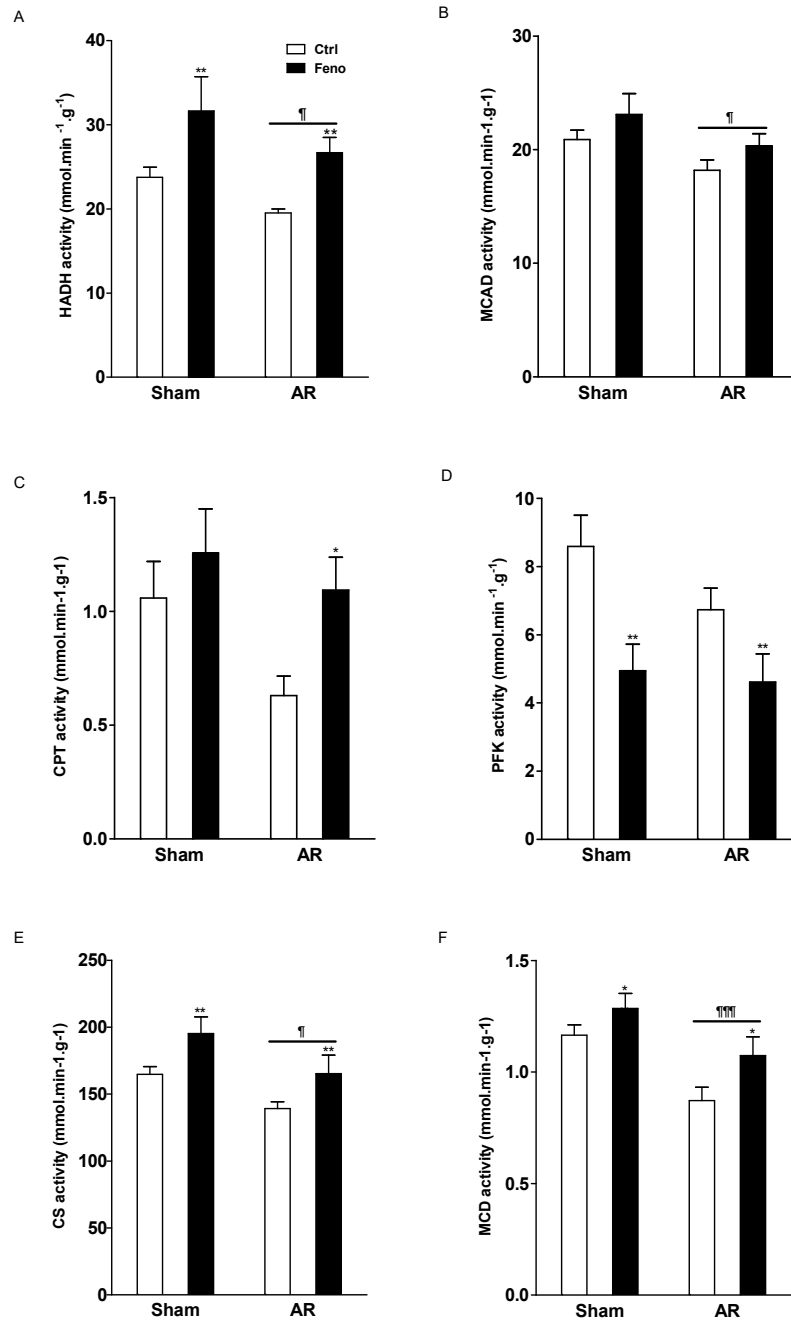 A
HADH activity (mmol.min -1.g-1)
40
30
20
10
0
Ctrl
Feno
**
¶
**
Sham AR
B
MCAD activity (mmol.min-1.g-1)
30
20
10
0
¶
Sham AR
C
CPT activity (mmol.min-1.g-1)
1.5
1.0
0.5
0.0
*
Sham AR
D
PFK activity (mmol.min -1.g-1)
10
8
6
4
2
0
**
**
Sham AR
E
CS activity (mmol.min-1.g-1)
250
200
150
100
50
0
**
¶
**
Sham AR
F
MCD activity (mmol.min-1.g-1)
1.5
1.0
0.5
0.0
*
¶¶¶
*
Sham AR